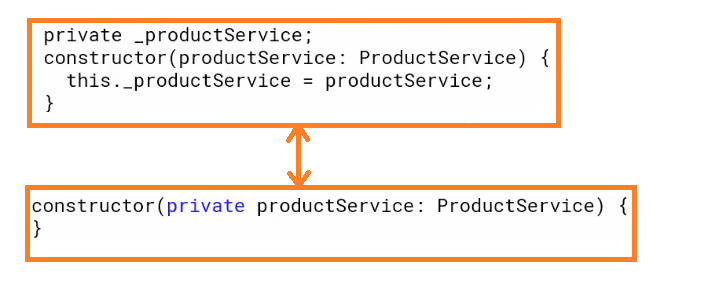 private _productService;
constructor(productService: ProductService) {
this._productService = productService;
}
constructor(private productService: ProductService) {
}